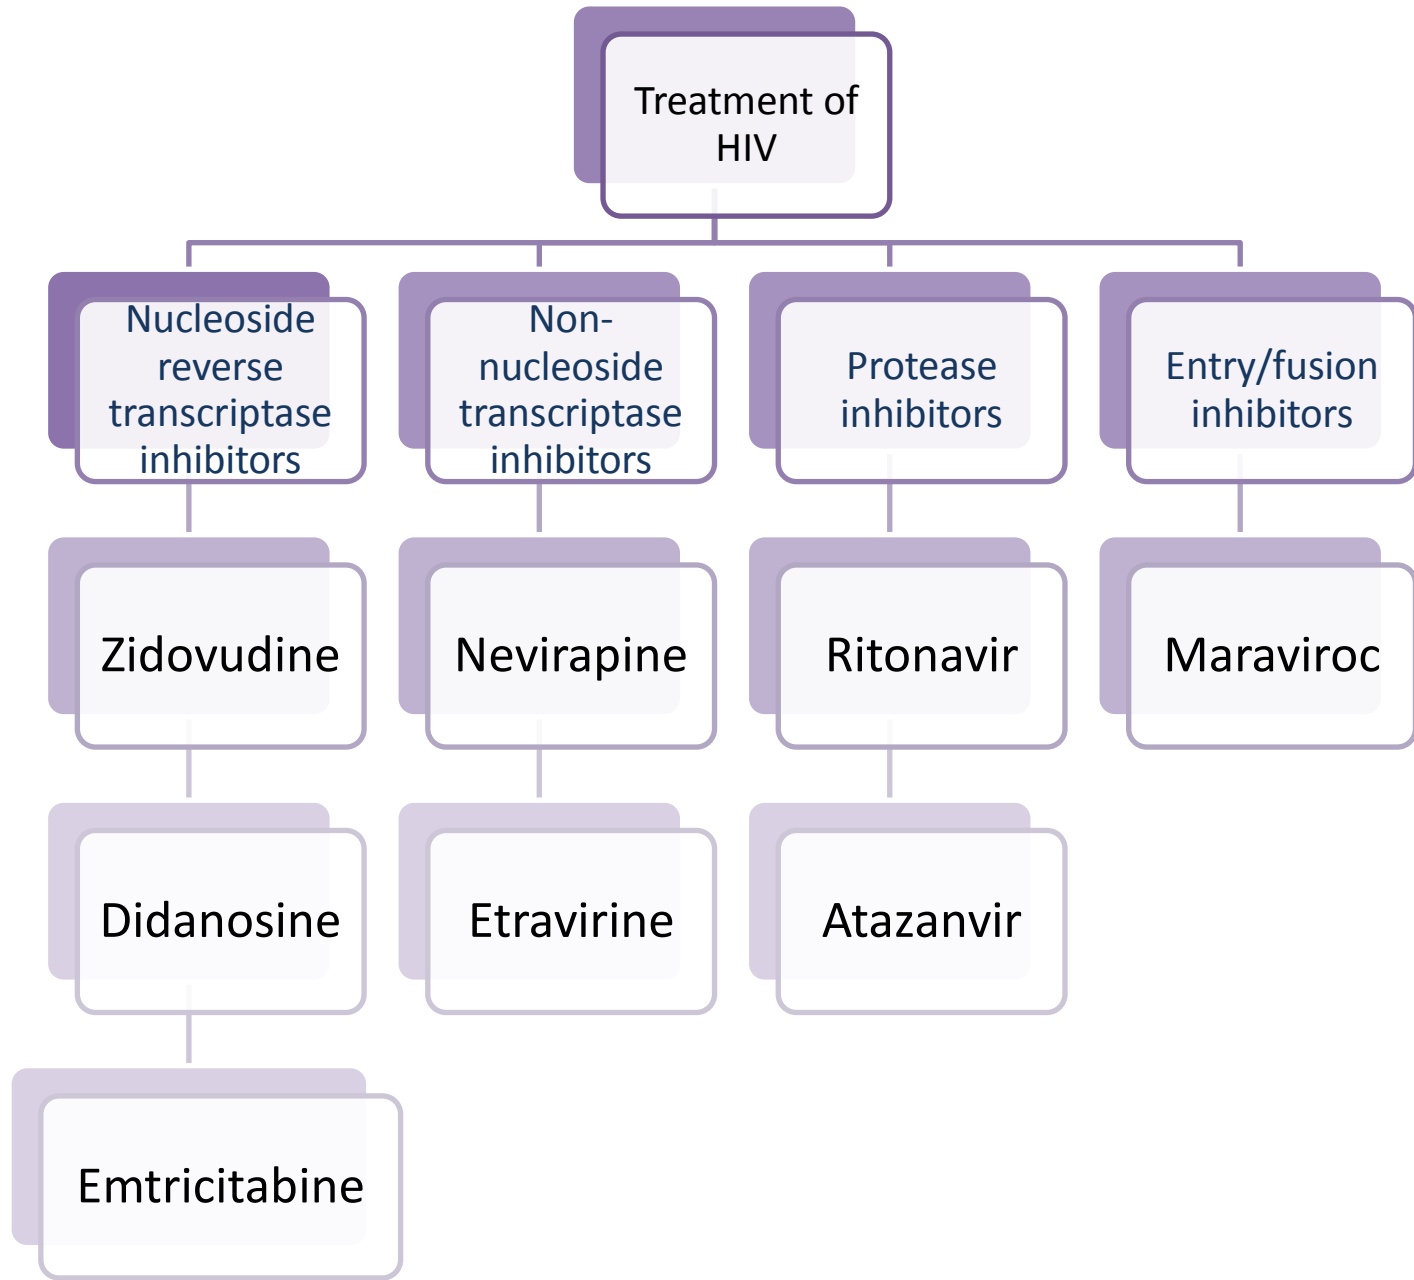 Treatment of
HIV
Nucleoside
reverse
transcriptase
inhibitors
Non-
nucleoside
transcriptase
inhibitors
Protease
inhibitors
Entry/fusion
inhibitors
Zidovudine
Nevirapine
Ritonavir
Maraviroc
Didanosine
Etravirine
Atazanvir
Emtricitabine